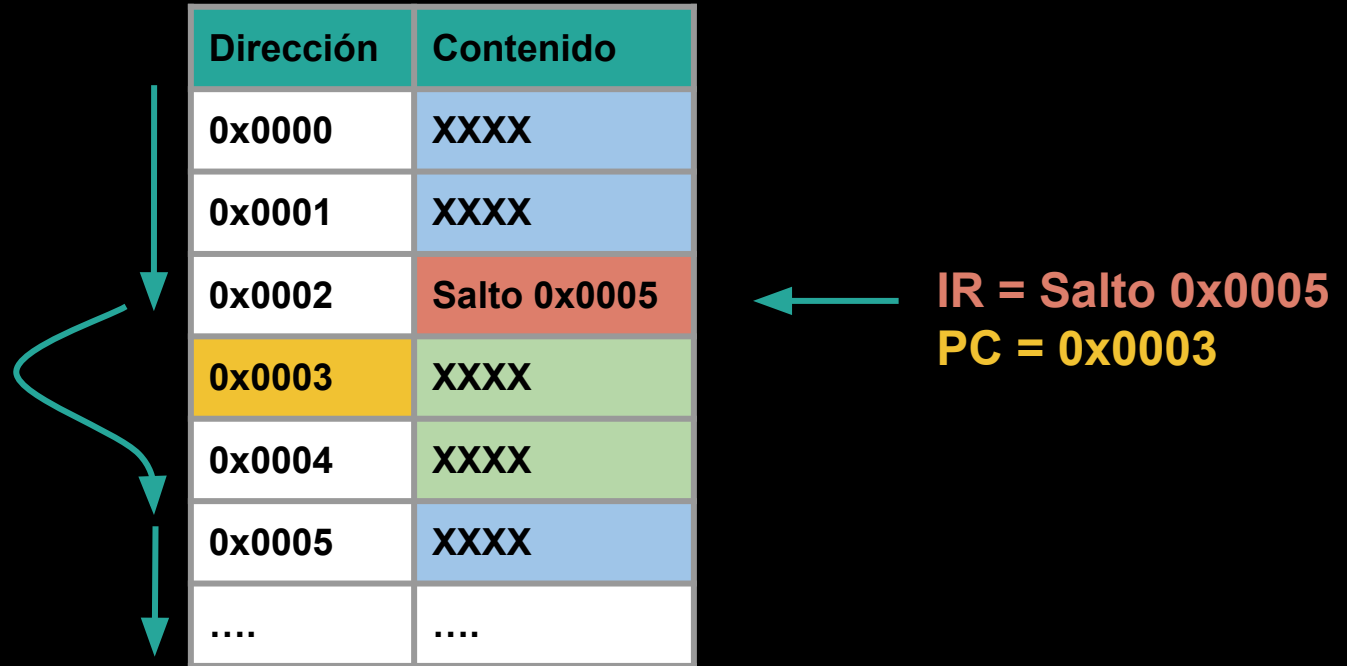 Dirección Contenido
0x0000 XXXX
0x0001 XXXX
0x0002 Salto 0x0005
0x0003 XXXX
0x0004 XXXX
0x0005 XXXX
.... ....
IR = Salto 0x0005
PC = 0x0003